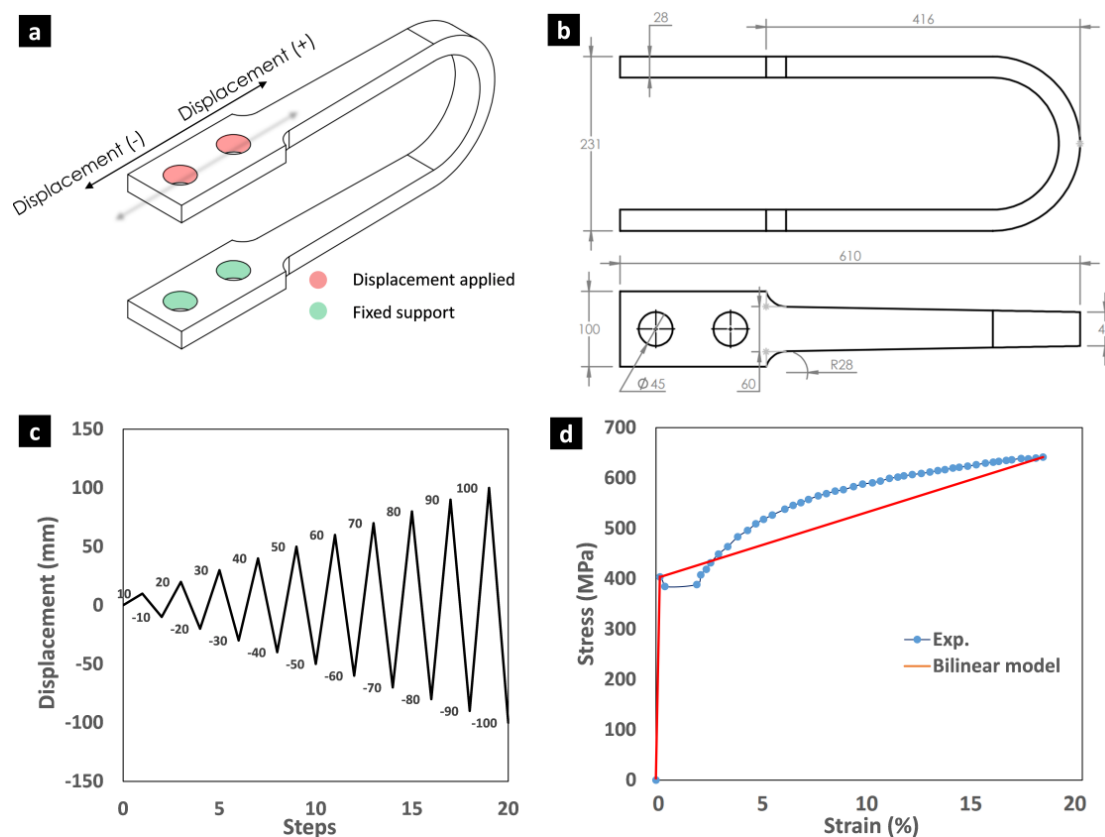 a
Displacement (+)
Displacement (-)
Displacement applied
Fixed support
b
416
28
231
610
100
Ø45
60
R28
4
c
Displacement (mm)
150
100
50
0
-50
-100
-150
10
-10
20
-20
30
-30
40
-40
50
-50
60
-60
70
-70
80
-80
90
-90
100
-100
0 5 10 15 20
Steps
d
Stress (MPa)
700
600
500
400
300
200
100
0
Exp.
Bilinear model
0 5 10 15 20
Strain (%)